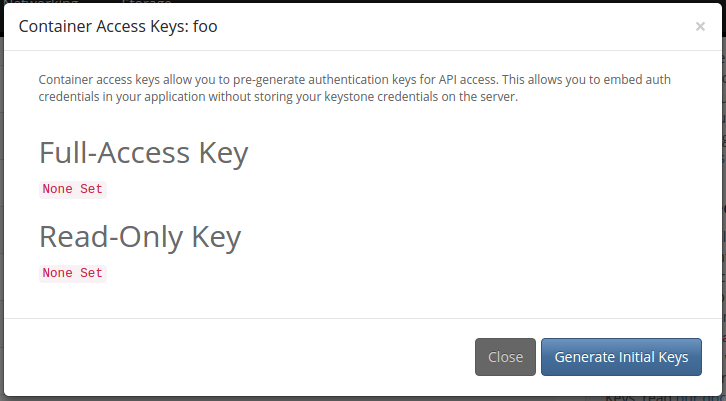 Networking Storage
Container Access Keys: foo ×
Container access keys allow you to pre-generate authentication keys for API access. This allows you to embed auth
credentials in your application without storing your keystone credentials on the server.
Full-Access Key
None Set
Read-Only Key
None Set
Close Generate Initial Keys